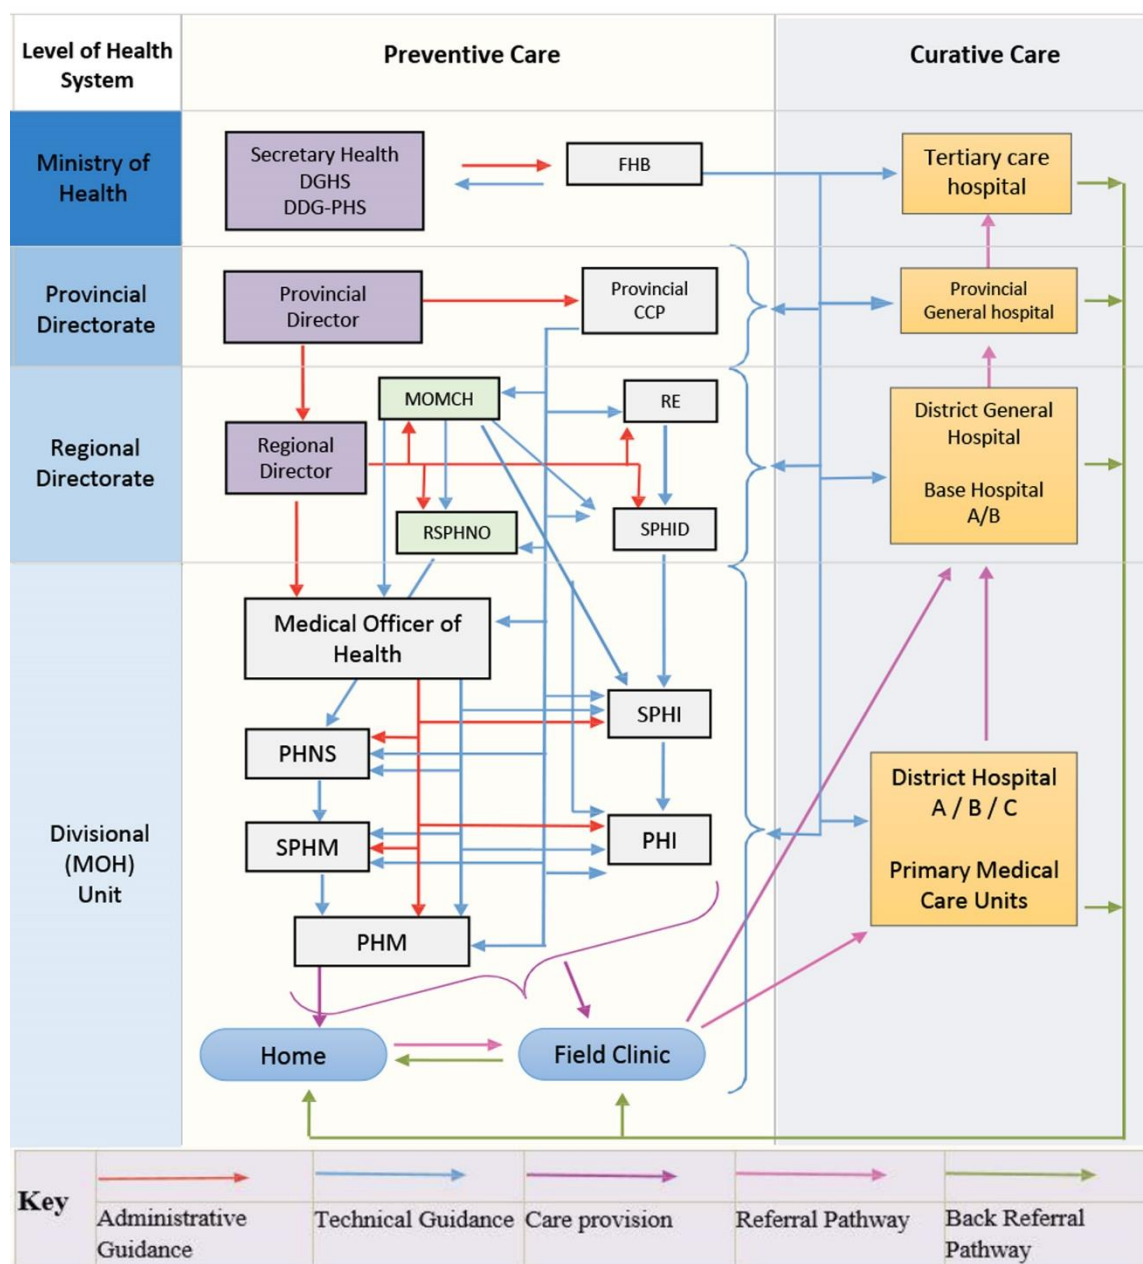 Level of Health
System
Preventive Care
Curative Care
Ministry of
Health
Secretary Health
DGHS
DDG-PHS
FHB
Tertiary care
hospital
Provincial
Directorate
Provincial
Director
Provincial
CCP
Provincial
General hospital
Regional
Directorate
MOMCH
RE
Regional
Director
RSPHNO
SPHID
District General
Hospital
Base Hospital
A/B
Divisional
(MOH)
Unit
Medical Officer of
Health
SPHI
PHNS
SPHM
PHI
PHM
District Hospital
A / B / C
Primary Medical
Care Units
Home
Field Clinic
Key
Administrative
Guidance
Technical Guidance
Care provision
Referral Pathway
Back Referral
Pathway